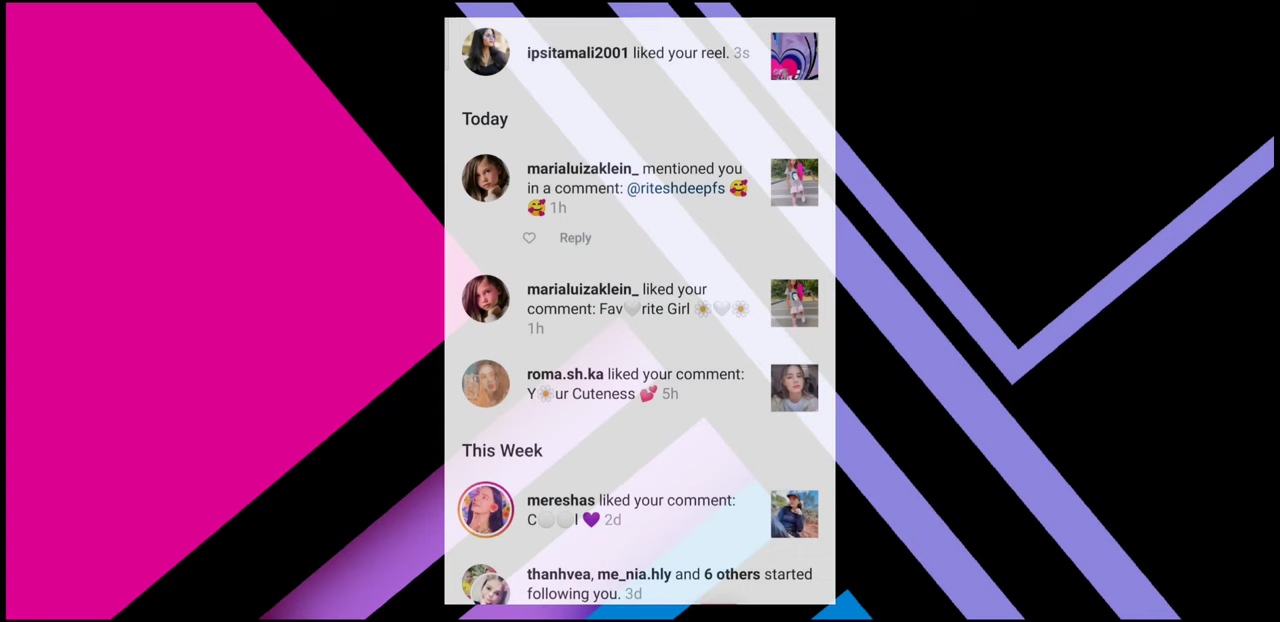 ipsitamali2001 liked your reel. 3s
Today
marialuizaklein_ mentioned you
in a comment: @riteshdeepfs 🥰
🥰 1h
Reply
marialuizaklein_ liked your
comment: Fav🤍rite Girl 🌼🤍🌼
1h
roma.sh.ka liked your comment:
Y🌼ur Cuteness 💕 5h
This Week
mereshas liked your comment:
C⚪⚪l 💜 2d
thanhvea, me_nia.hly and 6 others started
following you. 3d